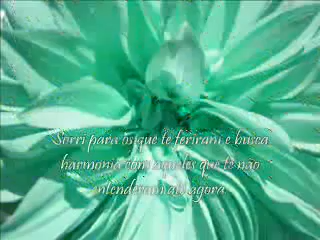 Sorri para os que te feriram e busca
harmonia com aqueles que te não
entenderam até agora.